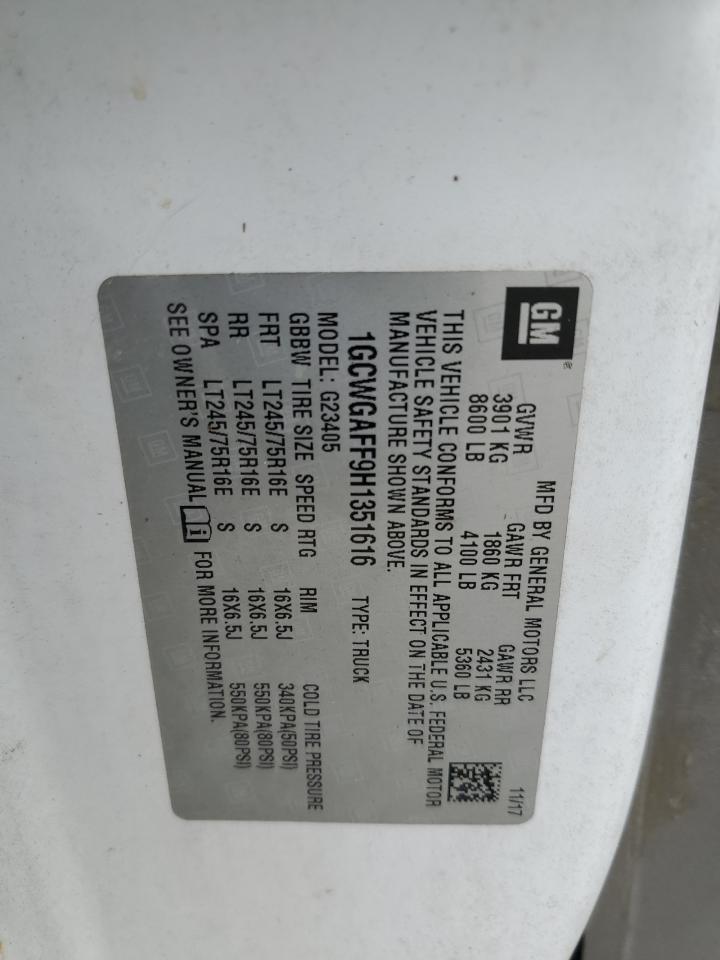 GM ®
MFD BY GENERAL MOTORS LLC 11/17
GVWR GAWR FRT GAWR RR
3901 KG 1860 KG 2431 KG
8600 LB 4100 LB 5360 LB
THIS VEHICLE CONFORMS TO ALL APPLICABLE U.S. FEDERAL MOTOR
VEHICLE SAFETY STANDARDS IN EFFECT ON THE DATE OF
MANUFACTURE SHOWN ABOVE.
1GCWGAFF9H1351616 TYPE: TRUCK
MODEL: G23405
GBBW TIRE SIZE SPEED RTG RIM COLD TIRE PRESSURE
FRT LT245/75R16E S 16X6.5J 340KPA(50PSI)
RR LT245/75R16E S 16X6.5J 550KPA(80PSI)
SPA LT245/75R16E S 16X6.5J 550KPA(80PSI)
SEE OWNER'S MANUAL i FOR MORE INFORMATION.